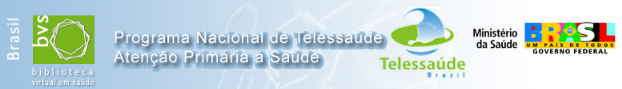 Brasil
bvs
biblioteca
virtual em saúde
Programa Nacional de Telessaúde
Atenção Primária à Saúde
Telessaúde
Brasil
Ministério
da Saúde
BRASIL
UM PAÍS DE TODOS
GOVERNO FEDERAL